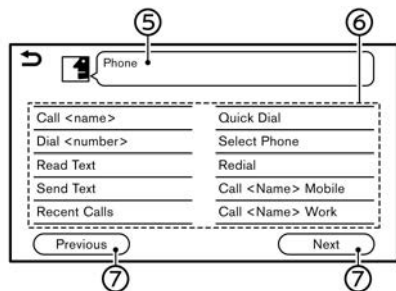 ⑤ ⑥
Phone
Call <name> Quick Dial
Dial <number> Select Phone
Read Text Redial
Send Text Call <Name> Mobile
Recent Calls Call <Name> Work
Previous Next
⑦ ⑦